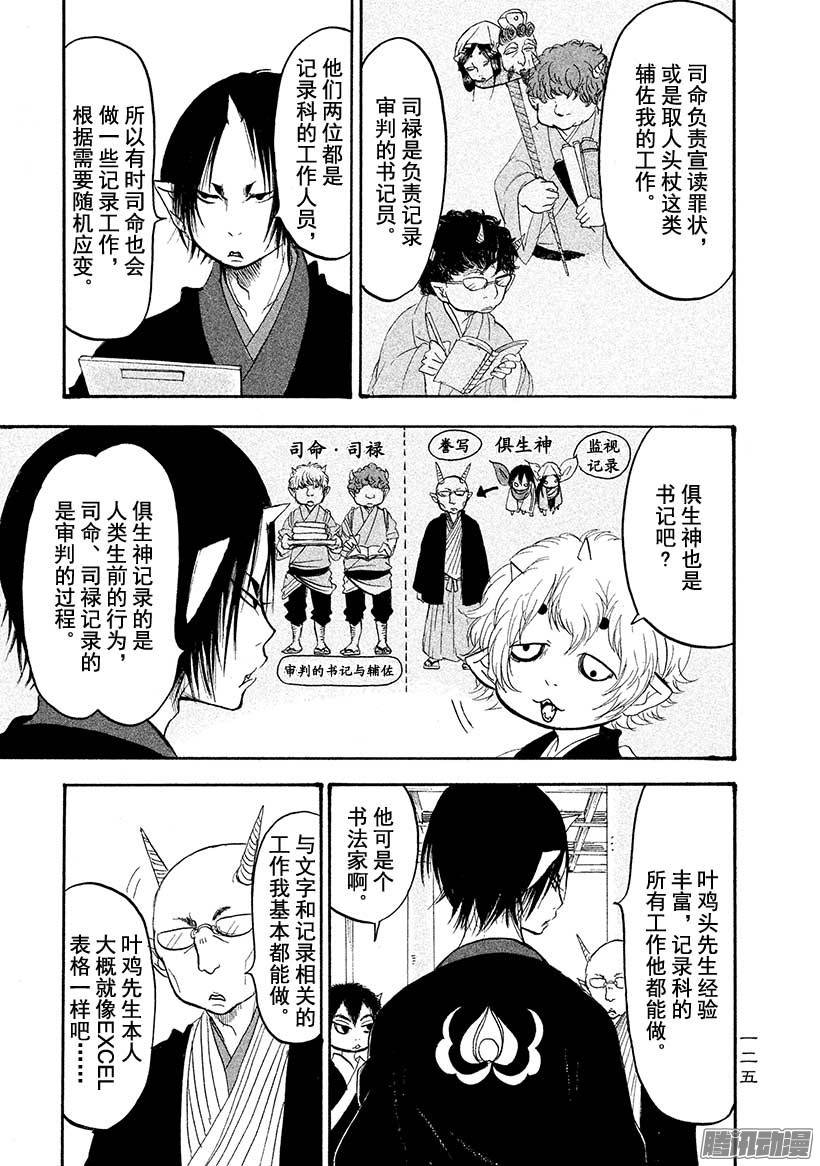 司命负责宣读罪状，
或是取人头杖这类
辅佐我的工作。
司禄是负责记录
审判的书记员。
他们两位都是
记录科的工作人员，
所以有时司命也会
做一些记录工作，
根据需要随机应变。
俱生神也是
书记吧？
监视
记录
俱生神
誊写
司命·司禄
审判的书记与辅佐
俱生神记录的是
人类生前的行为，
司命、司禄记录的
是审判的过程。
叶鸡头先生经验
丰富，记录科的
所有工作他都能做。
他可是个
书法家啊。
与文字和记录相关的
工作我基本都能做。
叶鸡先生本人
大概就像EXCEL
表格一样吧……
一二五
腾讯动漫